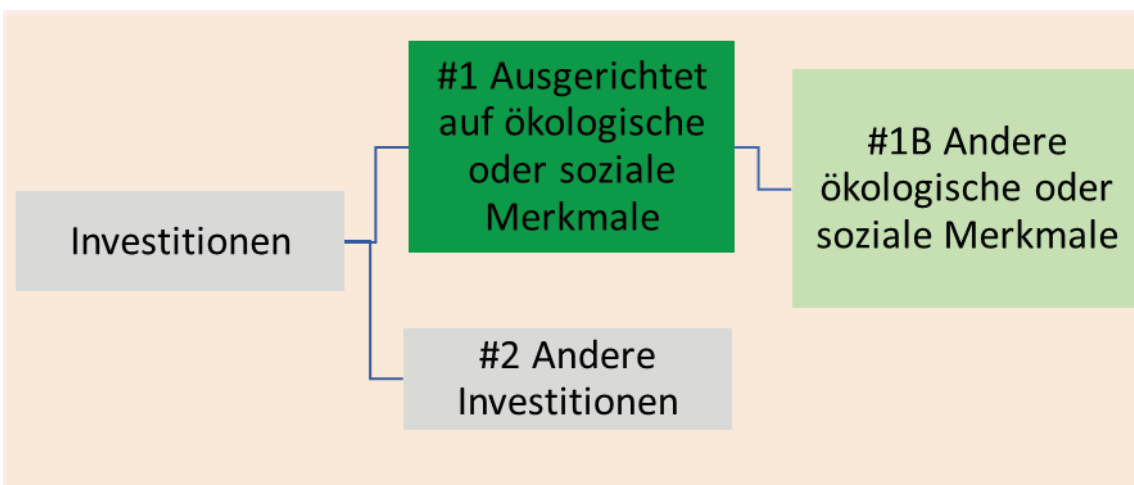 Investitionen
#1 Ausgerichtet
auf ökologische
oder soziale
Merkmale
#1B Andere
ökologische oder
soziale Merkmale
#2 Andere
Investitionen